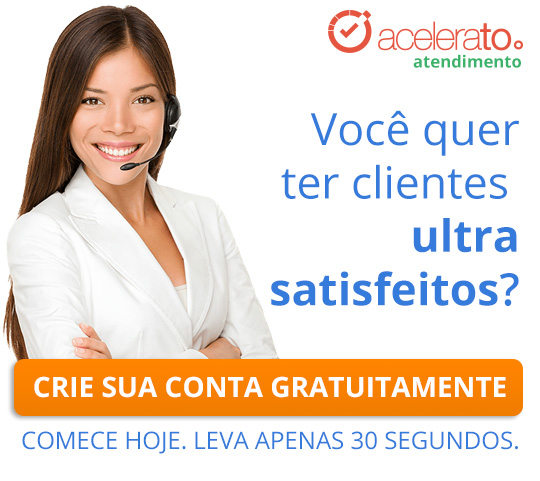 acelerato
atendimento
Você quer
ter clientes
ultra
satisfeitos?
CRIE SUA CONTA GRATUITAMENTE
COMECE HOJE. LEVA APENAS 30 SEGUNDOS.